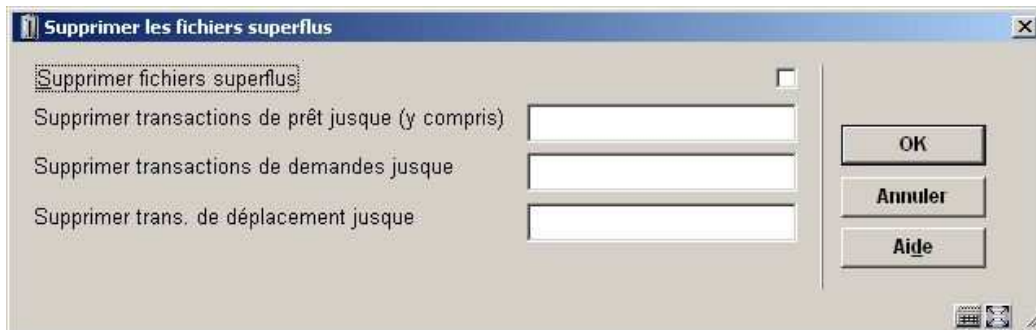 Supprimer les fichiers superflus
Supprimer fichiers superflus
Supprimer transactions de prêt jusque (y compris)
Supprimer transactions de demandes jusque
Supprimer trans. de déplacement jusque
OK
Annuler
Aide